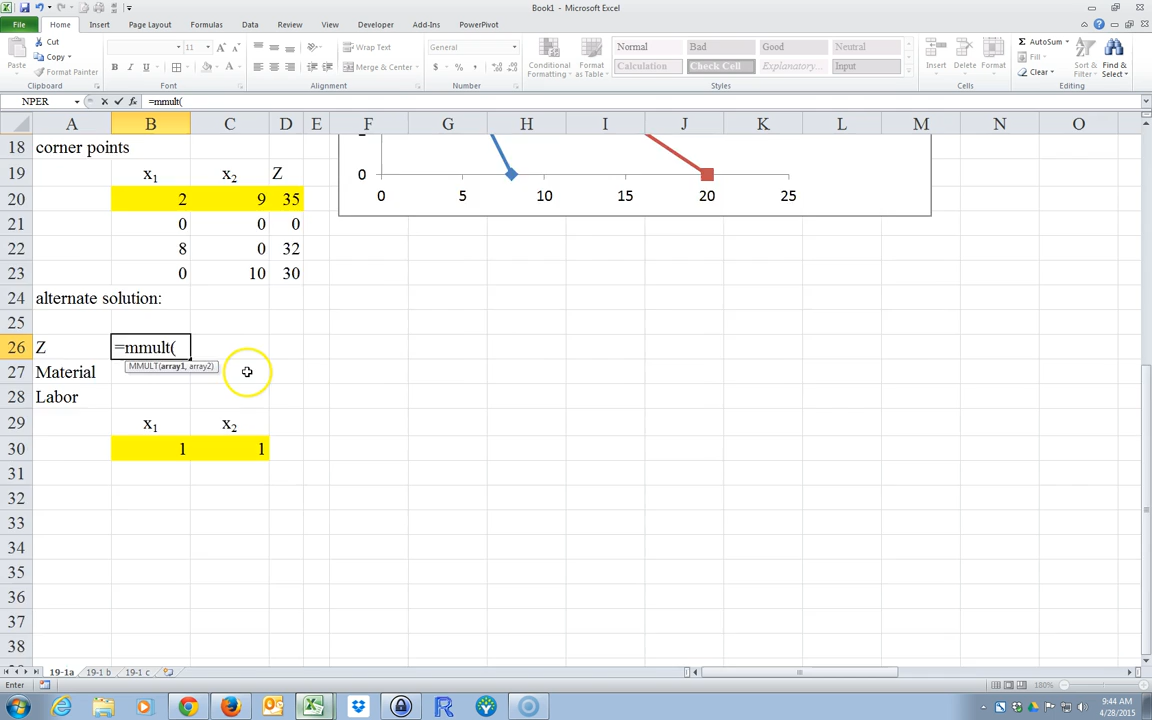 Book1 - Microsoft Excel
File Home Insert Page Layout Formulas Data Review View Developer Add-Ins PowerPivot
Cut
Copy
Format Painter
Paste
Clipboard
11
Font
Wrap Text
Merge & Center
Alignment
General
Number
Conditional Formatting
Format as Table
Normal Bad Good Neutral
Calculation Check Cell Explanatory... Input
Styles
Insert Delete Format
Cells
AutoSum
Fill
Clear
Sort & Filter
Find & Select
Editing
NPER =mmult(
A B C D E F G H I J K L M N O
18 corner points
0
0 5 10 15 20 25
19 x1 x2 Z
20 2 9 35
21 0 0 0
22 8 0 32
23 0 10 30
24 alternate solution:
25
26 Z =mmult(
MMULT(array1, array2)
27 Material
28 Labor
29 x1 x2
30 1 1
31
32
33
34
35
36
37
38
19-1a 19-1 b 19-1 c
Enter
180%
9:44 AM
4/28/2015